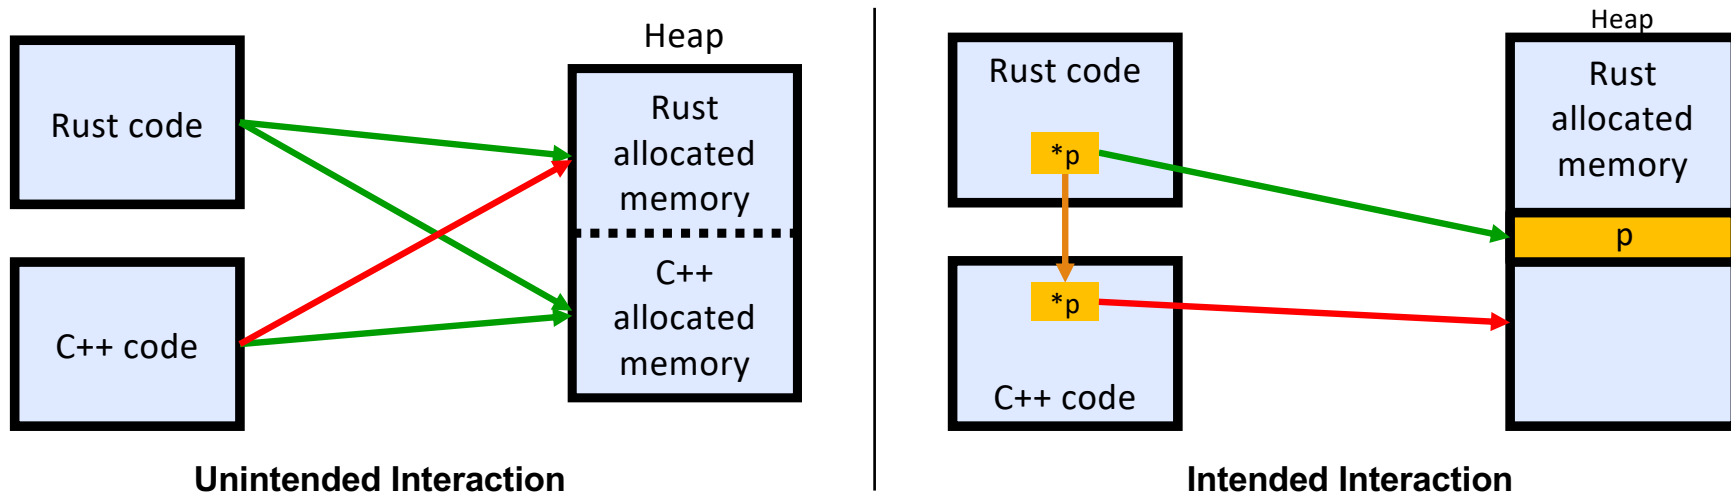 Heap
Rust code
Rust
allocated
memory
C++
allocated
memory
C++ code
Unintended Interaction
Heap
Rust code
*p
Rust
allocated
memory
p
*p
C++ code
Intended Interaction